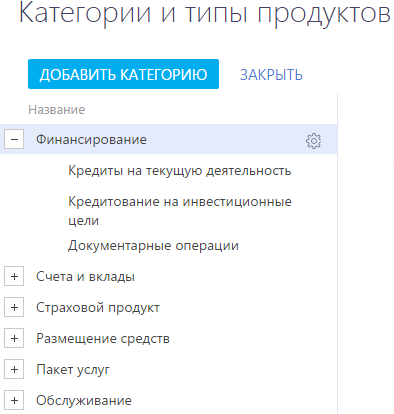 Категории и типы продуктов
ДОБАВИТЬ КАТЕГОРИЮ ЗАКРЫТЬ
Название
Финансирование
Кредиты на текущую деятельность
Кредитование на инвестиционные
цели
Документарные операции
Счета и вклады
Страховой продукт
Размещение средств
Пакет услуг
Обслуживание